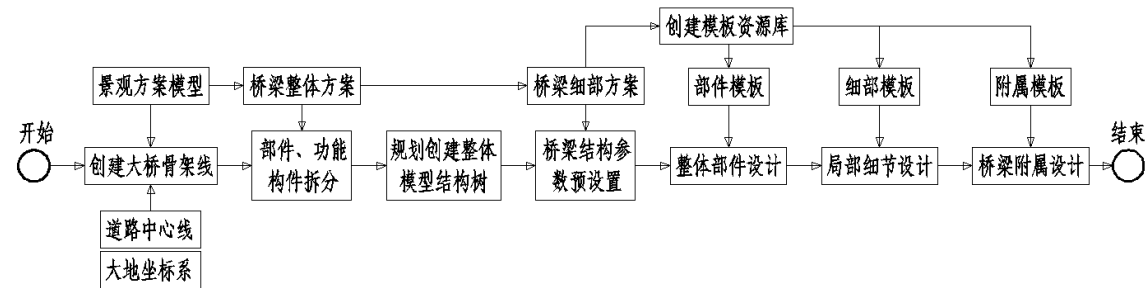 创建模板资源库
景观方案模型
桥梁整体方案
桥梁细部方案
部件模板
细部模板
附属模板
开始
结束
创建大桥骨架线
部件、功能
构件拆分
规划创建整体
模型结构树
桥梁结构参
数预设置
整体部件设计
局部细节设计
桥梁附属设计
道路中心线
大地坐标系